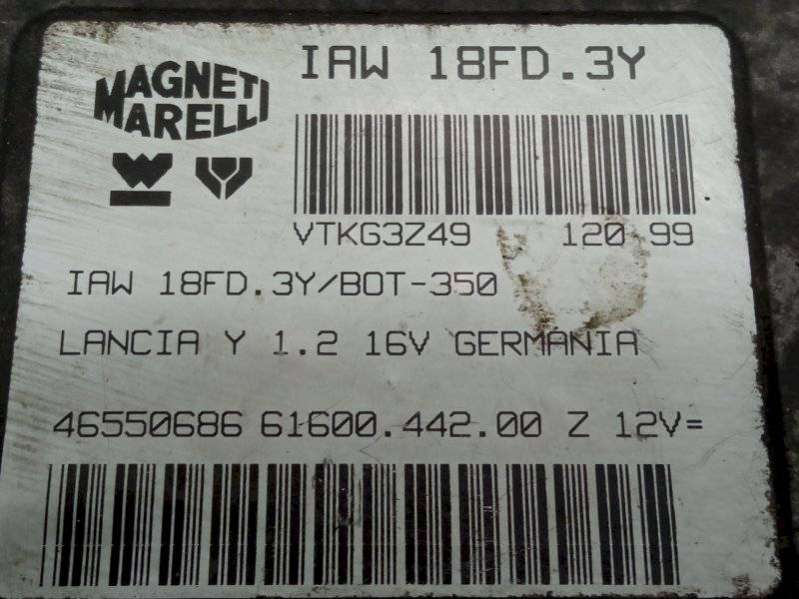 MAGNETI
MARELLI
IAW 18FD.3Y
VTKG3Z49 120 99
IAW 18FD.3Y/BOT-350
LANCIA Y 1.2 16V GERMANIA
46550686 61600.442.00 Z 12V=